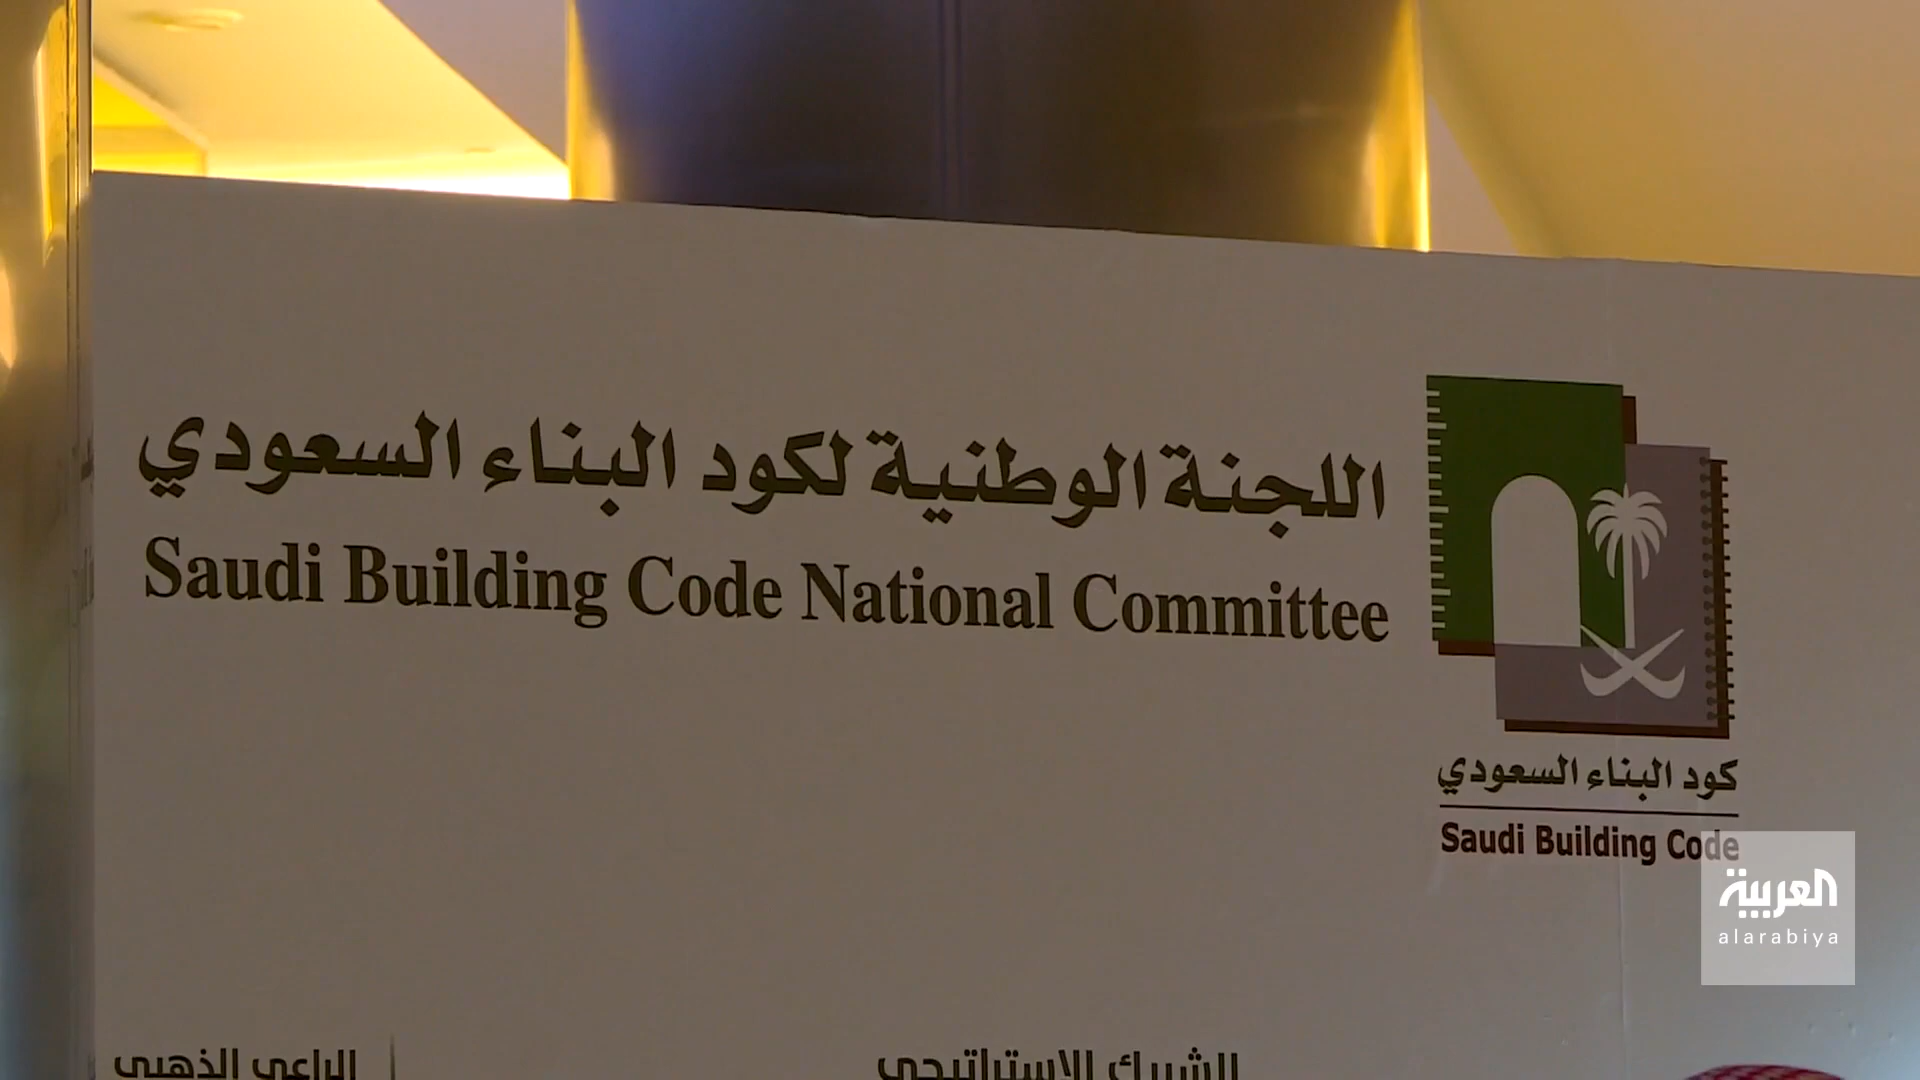 اللجنة الوطنية لكود البناء السعودي
Saudi Building Code National Committee
كود البناء السعودي
Saudi Building Code
العربية
alarabiya
الشريك الاستراتيجي
الراعي الذهبي